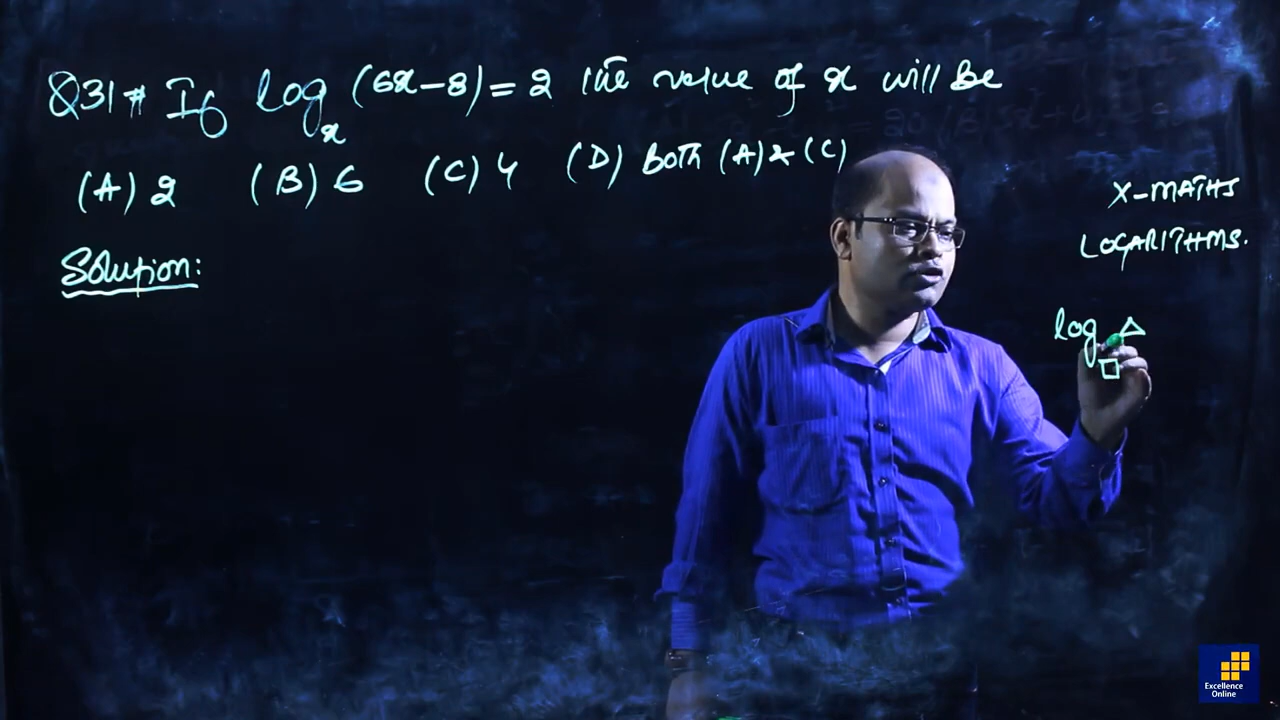 Q31# If logₓ(6x-8)=2 the value of x will be
(A) 2 (B) 6 (C) 4 (D) Both (A) & (C)
Solution:
X-MATHS
LOGARITHMS.
log □ △
Excellence
Online